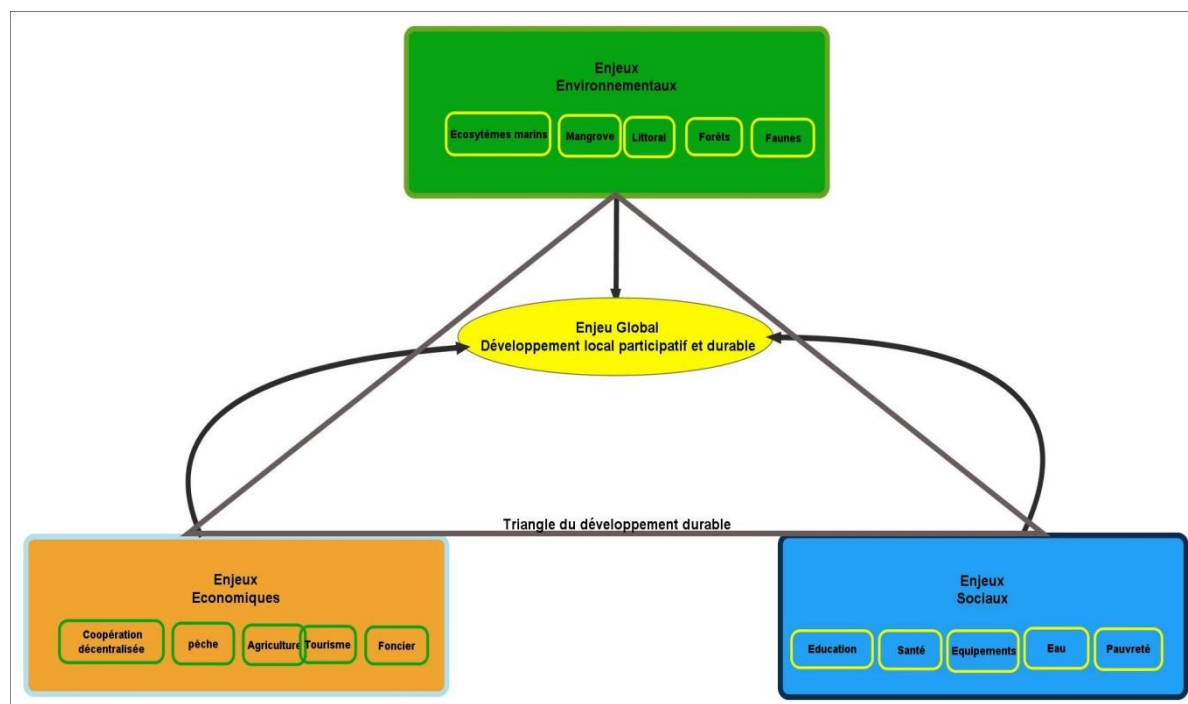 Enjeux
Environnementaux
Ecosytèmes marins
Mangrove
Littoral
Forêts
Faunes
Enjeu Global
Développement local participatif et durable
Triangle du développement durable
Enjeux
Economiques
Coopération
décentralisée
pêche
Agriculture
Tourisme
Foncier
Enjeux
Sociaux
Education
Santé
Equipements
Eau
Pauvreté